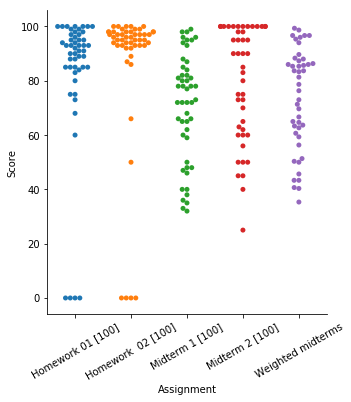 100
80
60
40
20
0
Score
Homework 01 [100]
Homework  02 [100]
Midterm 1 [100]
Midterm 2 [100]
Weighted midterms
Assignment